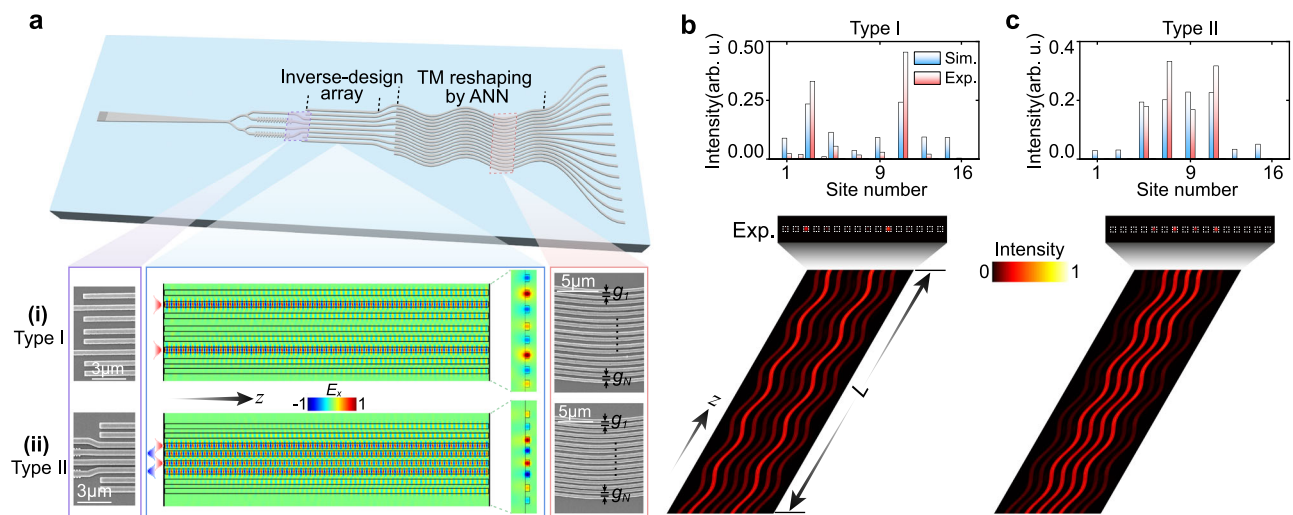 a
Inverse-design
array
TM reshaping
by ANN
(i)
Type I
3μm
5μm
g1
gN
Ex
-1
1
z
(ii)
Type II
3μm
5μm
g1
gN
b
Type I
Intensity(arb. u.)
0.50
0.25
0.00
Sim.
Exp.
1
9
16
Site number
Exp.
Intensity
0
1
z
L
c
Type II
0.4
0.2
0.0
1
9
16
Site number